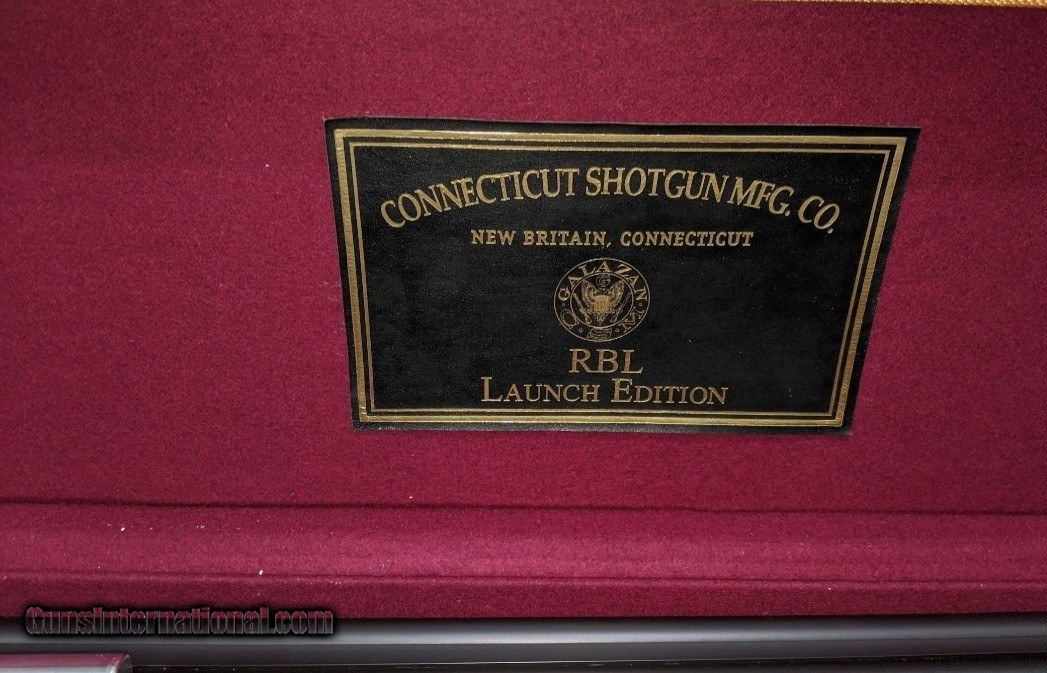 CONNECTICUT SHOTGUN MFG. CO.
NEW BRITAIN, CONNECTICUT
GALAZAN
RBL
LAUNCH EDITION
GunsInternational.com